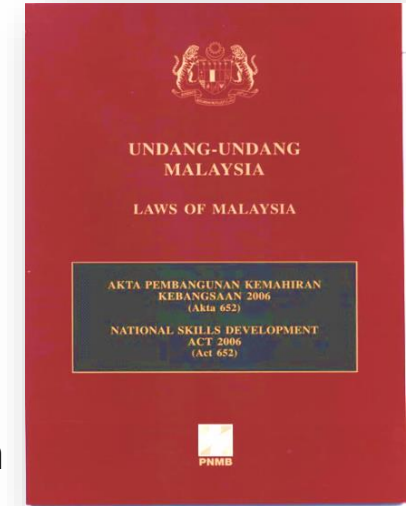 UNDANG-UNDANG
MALAYSIA
LAWS OF MALAYSIA
AKTA PEMBANGUNAN KEMAHIRAN
KEBANGSAAN 2006
(Akta 652)
NATIONAL SKILLS DEVELOPMENT
ACT 2006
(Act 652)
PNMB